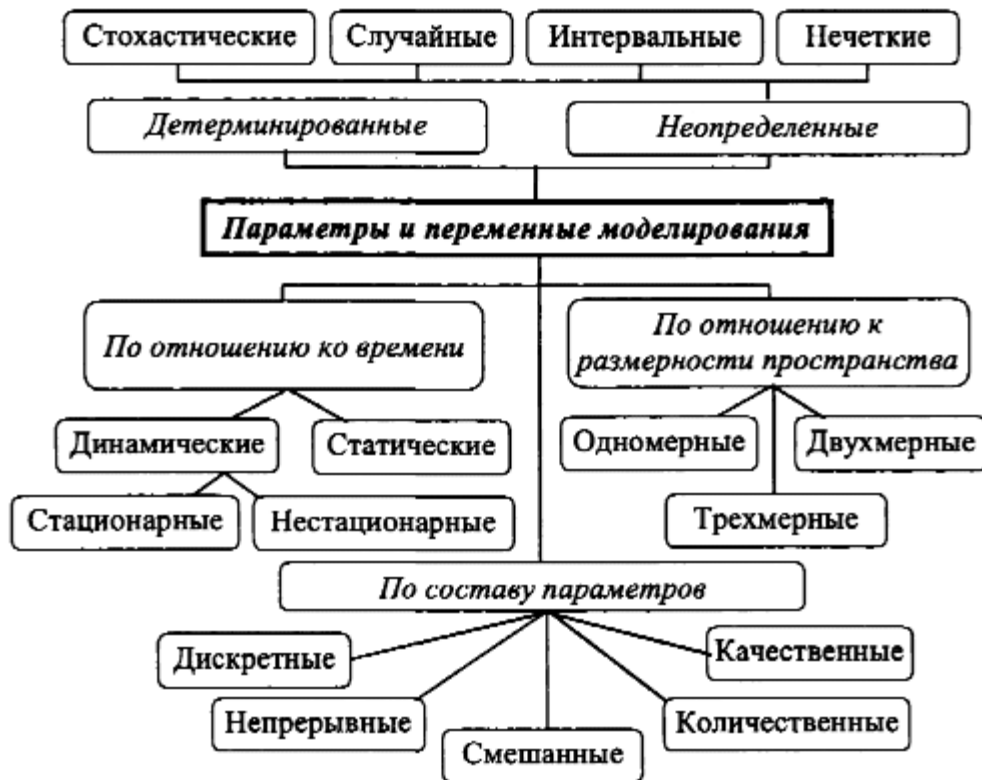 Стохастические
Случайные
Интервальные
Нечеткие
Детерминированные
Неопределенные
Параметры и переменные моделирования
По отношению ко времени
По отношению к
размерности пространства
Динамические
Статические
Одномерные
Двухмерные
Стационарные
Нестационарные
Трехмерные
По составу параметров
Дискретные
Качественные
Непрерывные
Количественные
Смешанные